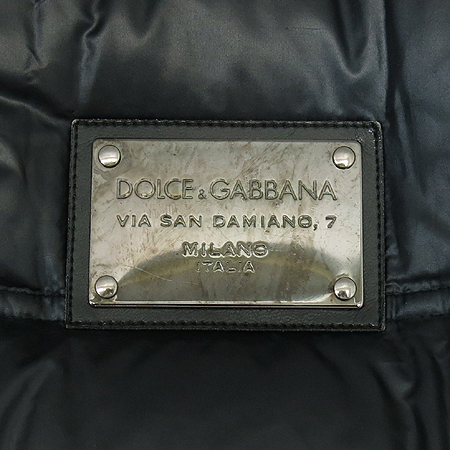 DOLCE & GABBANA
VIA SAN DAMIANO, 7
MILANO
ITALIA